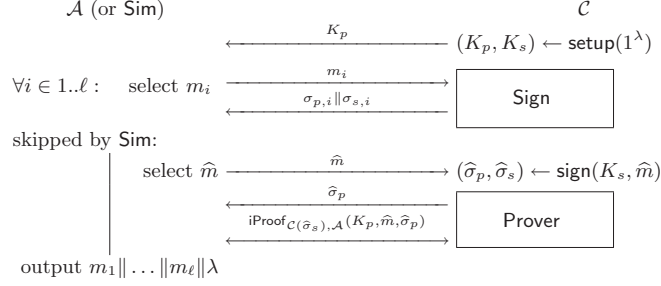 𝒜 (or Sim) 𝒞
K_p (K_p, K_s) ← setup(1^λ)
∀i ∈ 1..ℓ : select m_i m_i Sign
σ_{p,i}‖σ_{s,i}
skipped by Sim:
select m̂ m̂ (σ̂_p, σ̂_s) ← sign(K_s, m̂)
σ̂_p
iProof_{𝒞(σ̂_s),𝒜}(K_p,m̂,σ̂_p) Prover
output m_1‖ . . . ‖m_ℓ‖λ